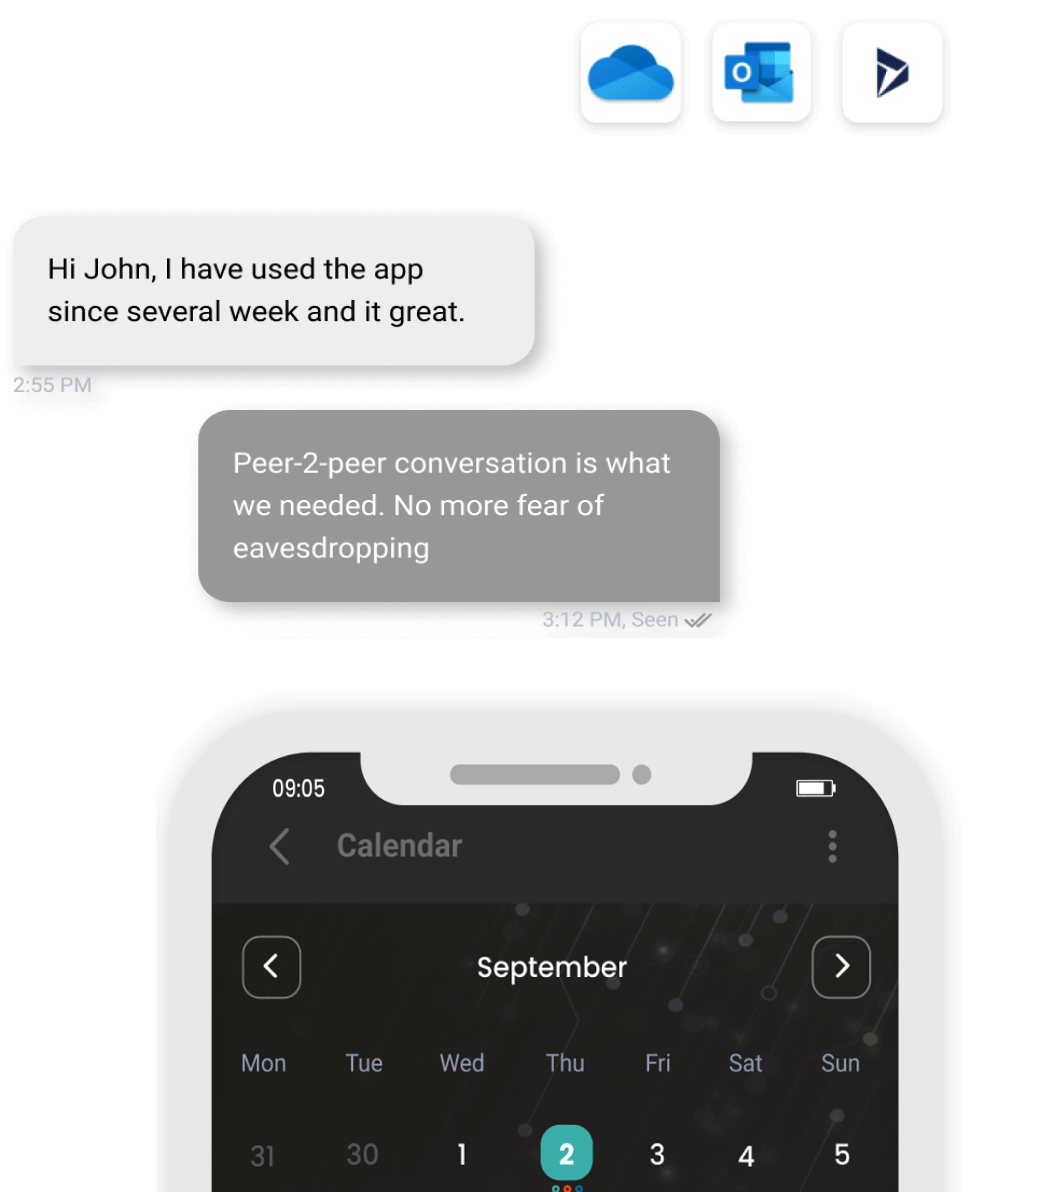 O
Hi John, I have used the app
since several week and it great.
2:55 PM
Peer-2-peer conversation is what
we needed. No more fear of
eavesdropping
3:12 PM, Seen
09:05
Calendar
September
Mon Tue Wed Thu Fri Sat Sun
31 30 1 2 3 4 5